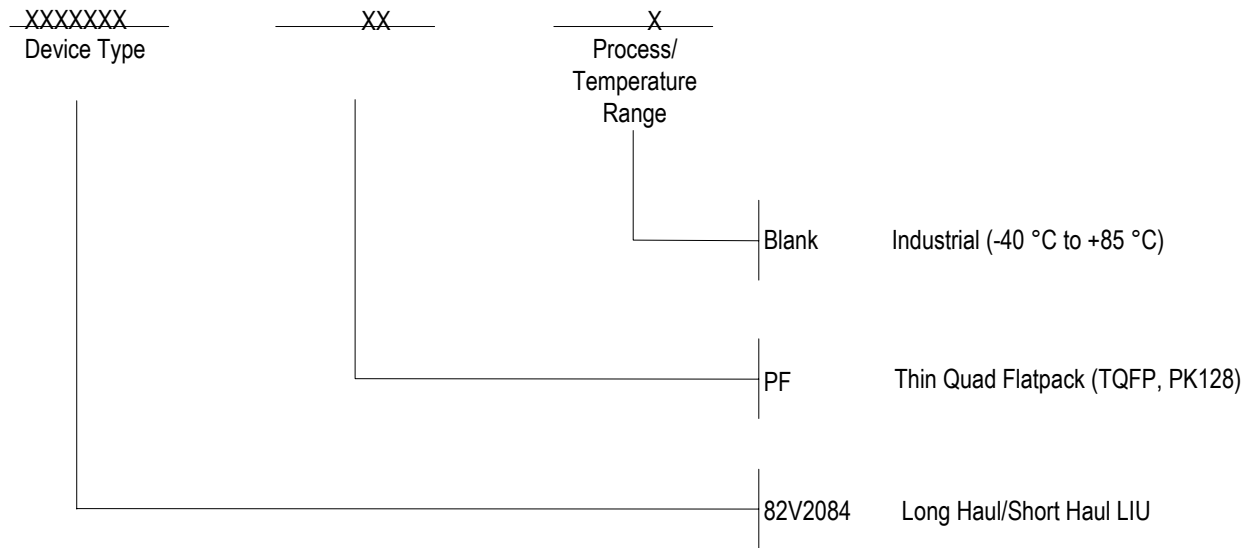 XXXXXXX XX X
Device Type
Process/
Temperature
Range
Blank Industrial (-40 °C to +85 °C)
PF Thin Quad Flatpack (TQFP, PK128)
82V2084 Long Haul/Short Haul LIU